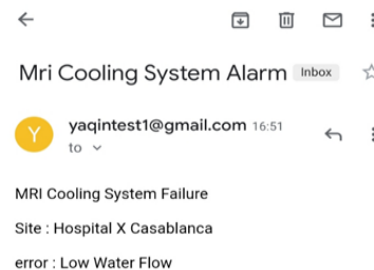 Mri Cooling System Alarm Inbox
Y
yaqintest1@gmail.com 16:51
to
MRI Cooling System Failure
Site : Hospital X Casablanca
error : Low Water Flow